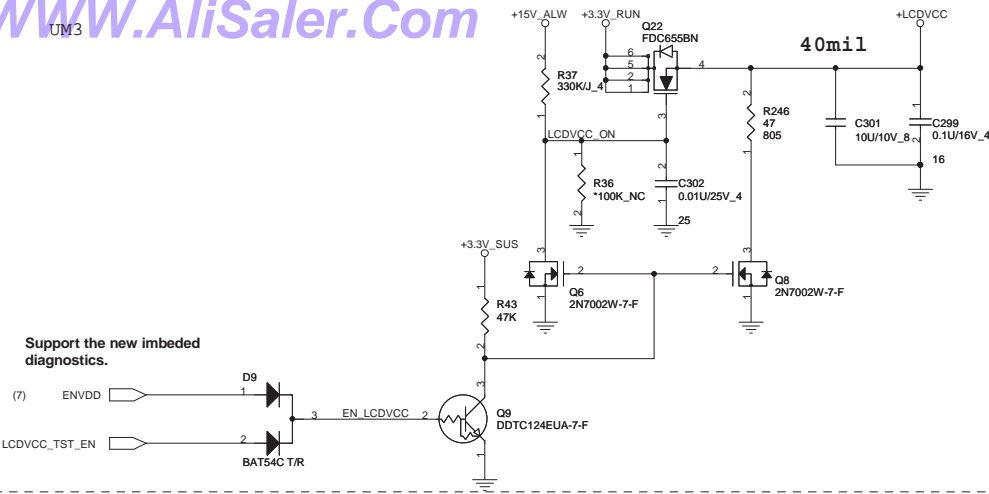 WWW.AliSaler.Com
UM3
+15V_ALW
+3.3V_RUN
+LCDVCC
Q22
FDC655BN
40mil
6
5
2
1
4
3
2
R37
330K/J_4
1
2
R246
47
805
1
C301
10U/10V_8
1
C299
0.1U/16V_4
2
16
LCDVCC_ON
1
R36
*100K_NC
2
2
C302
0.01U/25V_4
1
25
+3.3V_SUS
3
2
Q6
2N7002W-7-F
1
3
2
Q8
2N7002W-7-F
1
1
R43
47K
2
Support the new imbeded
diagnostics.
D9
(7)
ENVDD
1
3
EN_LCDVCC
2
3
Q9
DDTC124EUA-7-F
1
LCDVCC_TST_EN
2
BAT54C T/R